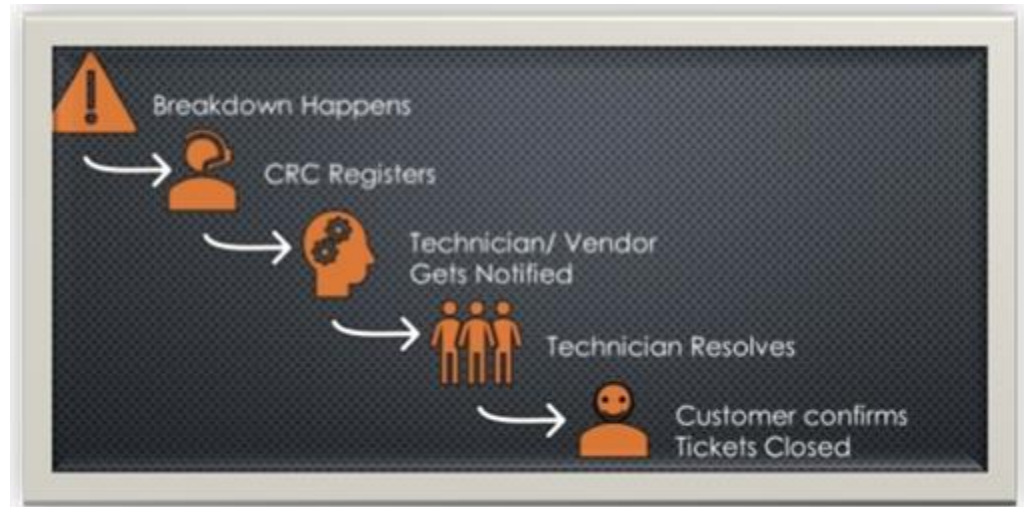 Breakdown Happens
CRC Registers
Technician/ Vendor
Gets Notified
Technician Resolves
Customer confirms
Tickets Closed